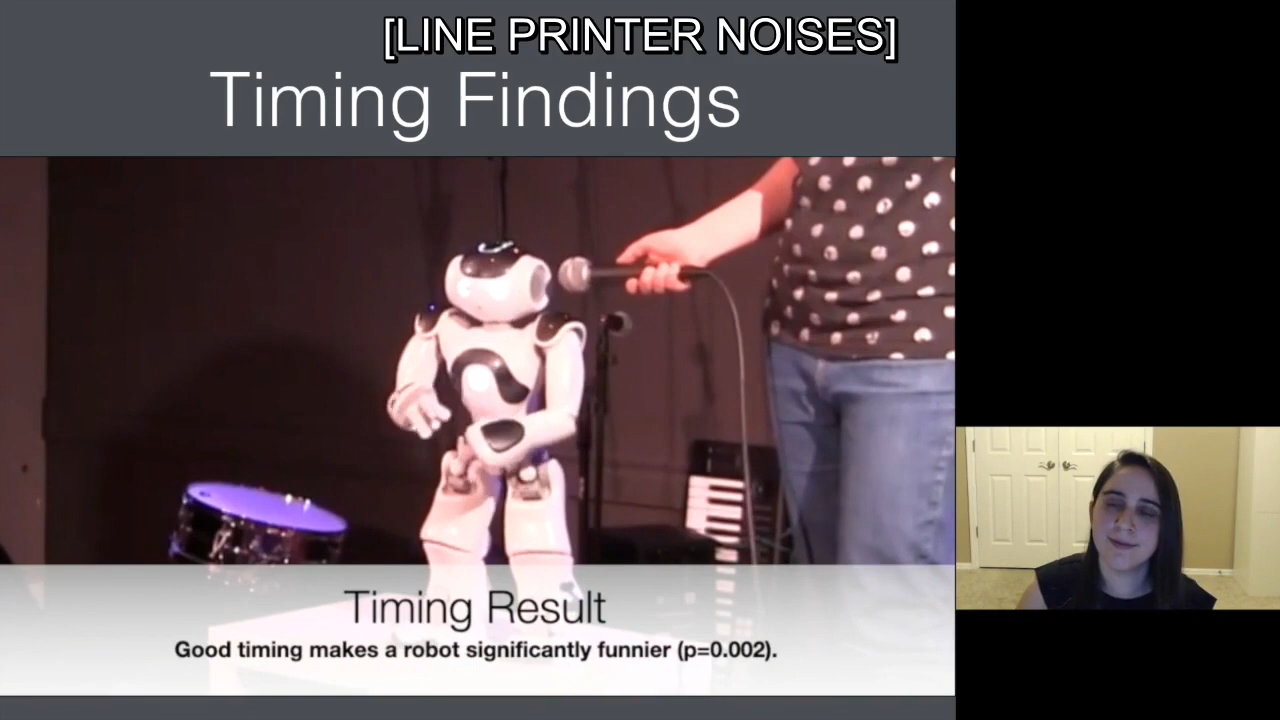 [LINE PRINTER NOISES]
Timing Findings
Timing Result
Good timing makes a robot significantly funnier (p=0.002).